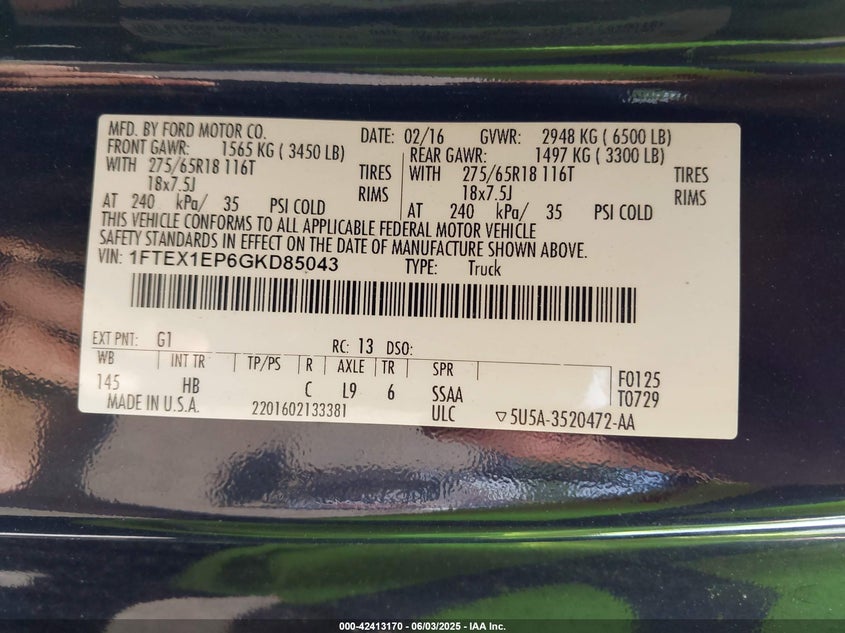 MFD. BY FORD MOTOR CO. DATE: 02/16 GVWR: 2948 KG ( 6500 LB)
FRONT GAWR: 1565 KG ( 3450 LB) REAR GAWR: 1497 KG ( 3300 LB)
WITH 275/65R18 116T TIRES WITH 275/65R18 116T TIRES
18x7.5J RIMS 18x7.5J RIMS
AT 240 kPa/ 35 PSI COLD AT 240 kPa/ 35 PSI COLD
THIS VEHICLE CONFORMS TO ALL APPLICABLE FEDERAL MOTOR VEHICLE
SAFETY STANDARDS IN EFFECT ON THE DATE OF MANUFACTURE SHOWN ABOVE.
VIN: 1FTEX1EP6GKD85043 TYPE: Truck
EXT PNT: G1 RC: 13 DSO:
WB INT TR TP/PS R AXLE TR SPR F0125
145 HB C L9 6 SSAA T0729
MADE IN U.S.A. 2201602133381 ULC ▽5U5A-3520472-AA
000-42413170 - 06/03/2025 - IAA Inc.